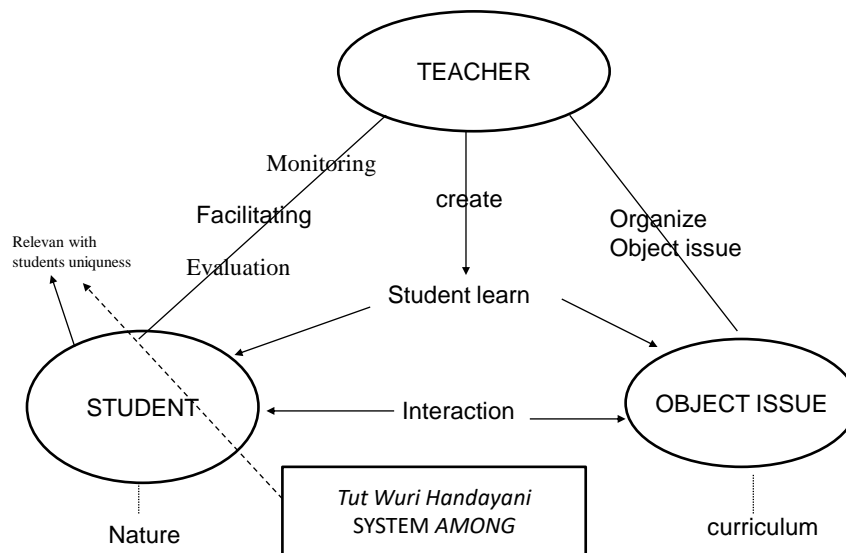 TEACHER
Monitoring
create
Facilitating
Organize
Object issue
Relevan with
students uniquness
Evaluation
Student learn
STUDENT
Interaction
OBJECT ISSUE
Tut Wuri Handayani
SYSTEM AMONG
Nature
curriculum